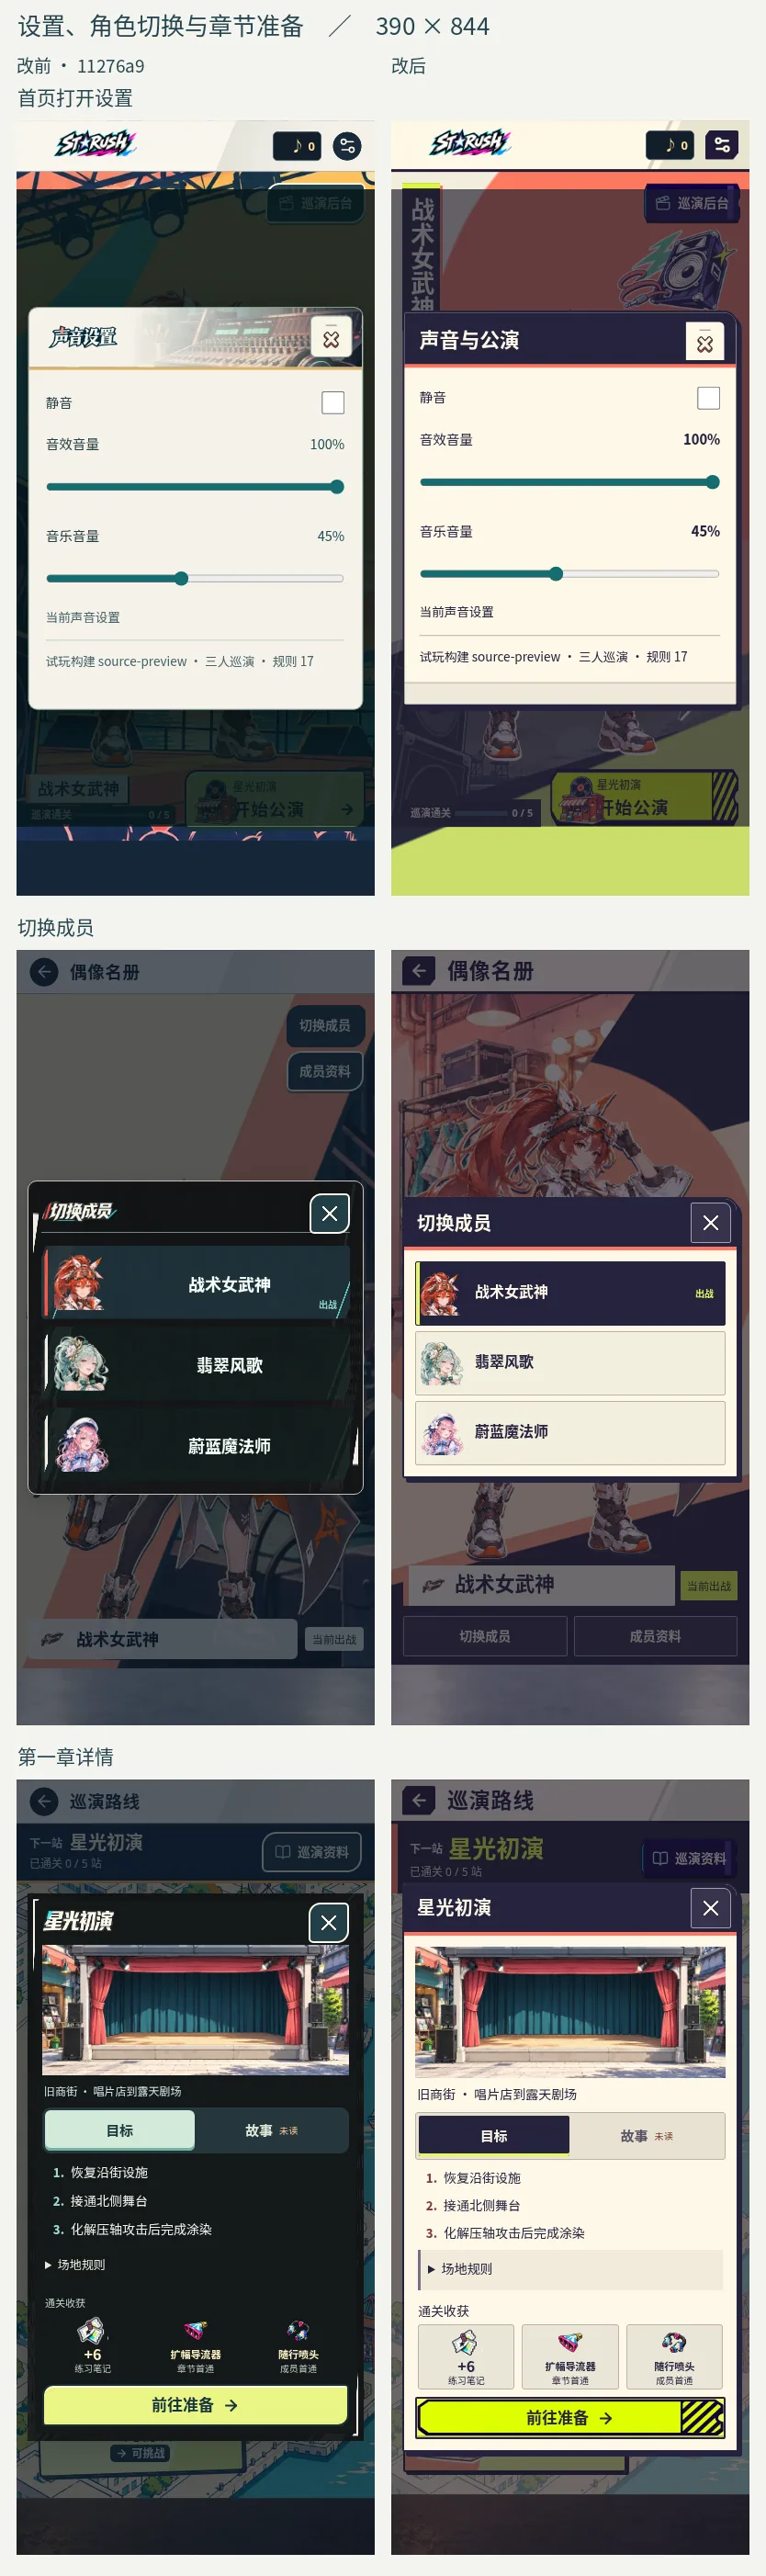 设置、角色切换与章节准备 ／ 390 × 844
改前 · 11276a9
改后
首页打开设置
ST★RUSH
0
巡演后台
声音设置
静音
音效音量
100%
音乐音量
45%
当前声音设置
试玩构建 source-preview · 三人巡演 · 规则 17
战术女武神
巡演通关 0 / 5
星光初演
开始公演
ST★RUSH
0
战术女武神
巡演后台
声音与公演
静音
音效音量
100%
音乐音量
45%
当前声音设置
试玩构建 source-preview · 三人巡演 · 规则 17
巡演通关 0 / 5
星光初演
开始公演
切换成员
偶像名册
切换成员
成员资料
切换成员
战术女武神
出战
翡翠风歌
蔚蓝魔法师
战术女武神
当前出战
偶像名册
切换成员
战术女武神
出战
翡翠风歌
蔚蓝魔法师
战术女武神
当前出战
切换成员
成员资料
第一章详情
巡演路线
下一站 星光初演
已通关 0 / 5 站
巡演资料
星光初演
旧商街 · 唱片店到露天剧场
目标
故事 未读
1. 恢复沿街设施
2. 接通北侧舞台
3. 化解压轴攻击后完成涂染
▶ 场地规则
通关收获
+6
练习笔记
扩幅导流器
章节首通
随行喷头
成员首通
前往准备 →
→ 可挑战
巡演路线
下一站 星光初演
已通关 0 / 5 站
巡演资料
星光初演
旧商街 · 唱片店到露天剧场
目标
故事 未读
1. 恢复沿街设施
2. 接通北侧舞台
3. 化解压轴攻击后完成涂染
▶ 场地规则
通关收获
+6
练习笔记
扩幅导流器
章节首通
随行喷头
成员首通
前往准备 →